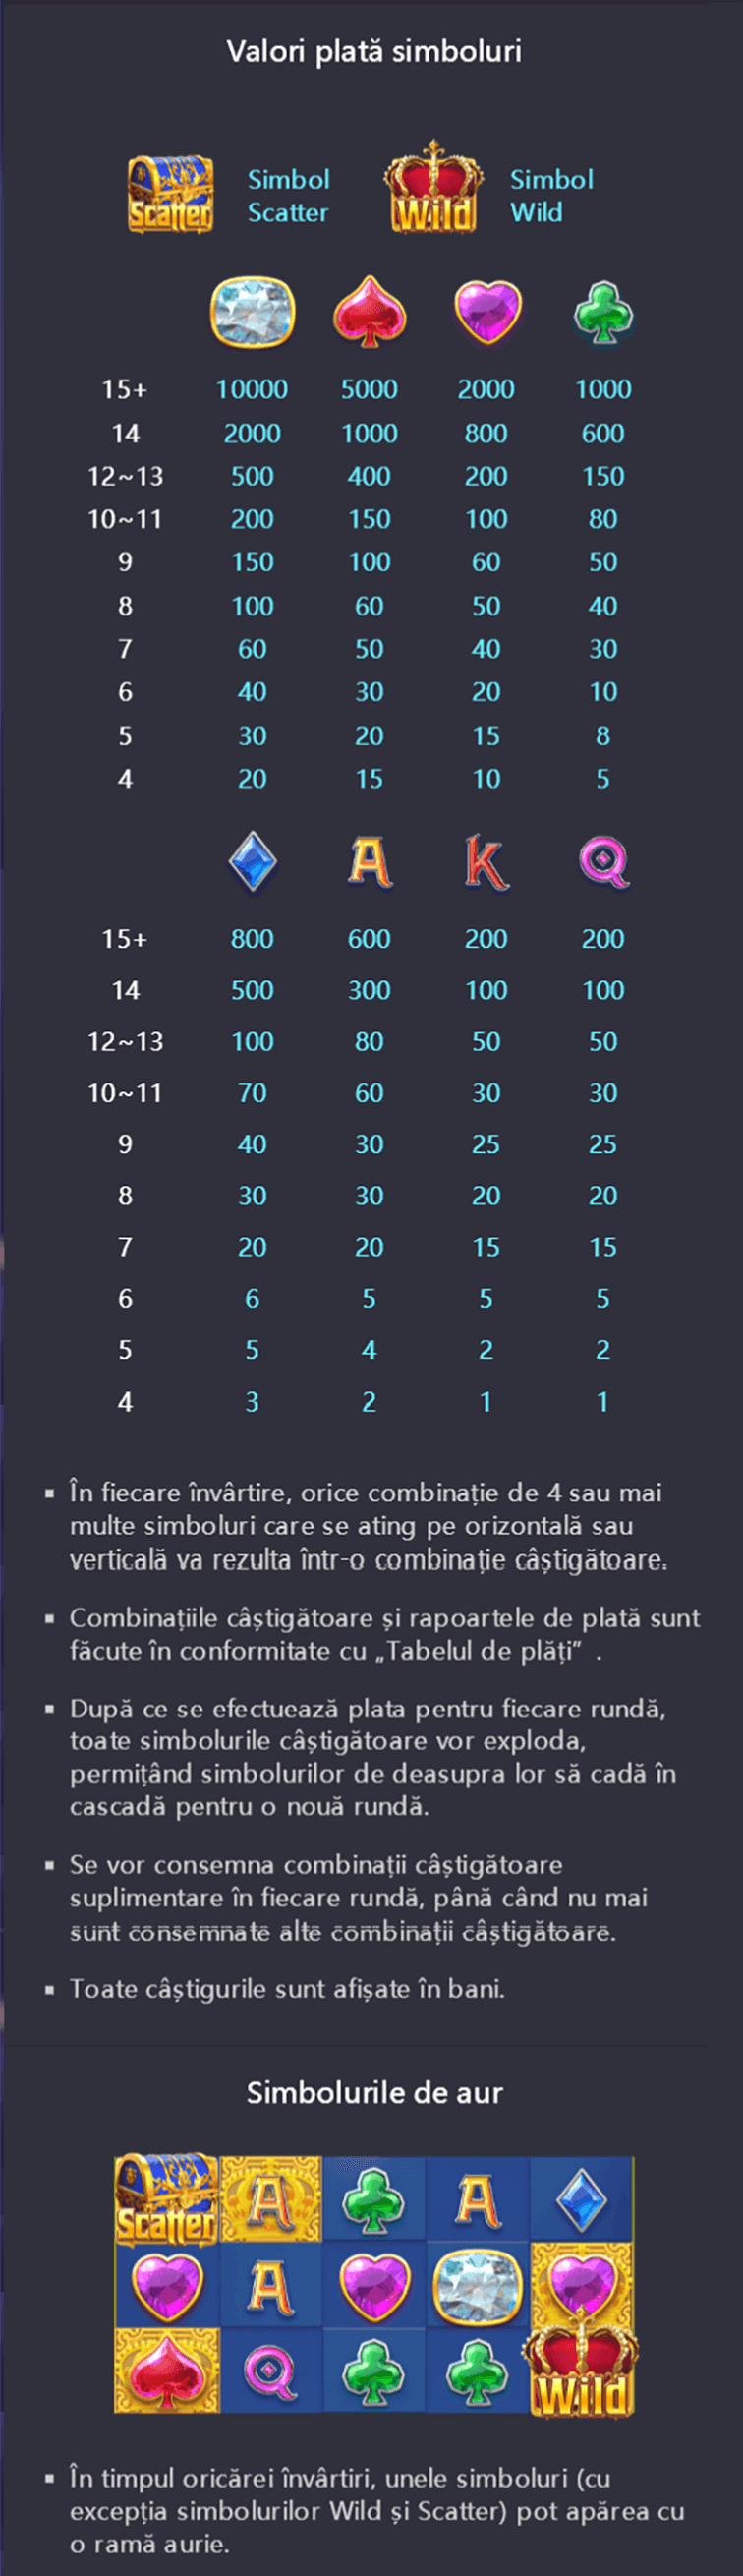 Valori plată simboluri
Scatter Simbol Scatter Wild Simbol Wild
15+ 10000 5000 2000 1000
14 2000 1000 800 600
12~13 500 400 200 150
10~11 200 150 100 80
9 150 100 60 50
8 100 60 50 40
7 60 50 40 30
6 40 30 20 10
5 30 20 15 8
4 20 15 10 5
A K Q
15+ 800 600 200 200
14 500 300 100 100
12~13 100 80 50 50
10~11 70 60 30 30
9 40 30 25 25
8 30 30 20 20
7 20 20 15 15
6 6 5 5 5
5 5 4 2 2
4 3 2 1 1
▪ În fiecare învârtire, orice combinație de 4 sau mai
multe simboluri care se ating pe orizontală sau
verticală va rezulta într-o combinație câștigătoare.
▪ Combinațiile câștigătoare și rapoartele de plată sunt
făcute în conformitate cu „Tabelul de plăți” .
▪ După ce se efectuează plata pentru fiecare rundă,
toate simbolurile câștigătoare vor exploda,
permițând simbolurilor de deasupra lor să cadă în
cascadă pentru o nouă rundă.
▪ Se vor consemna combinații câștigătoare
suplimentare în fiecare rundă, până când nu mai
sunt consemnate alte combinații câștigătoare.
▪ Toate câștigurile sunt afișate în bani.
Simbolurile de aur
Scatter A A
A
Q Wild
▪ În timpul oricărei învârtiri, unele simboluri (cu
excepția simbolurilor Wild și Scatter) pot apărea cu
o ramă aurie.